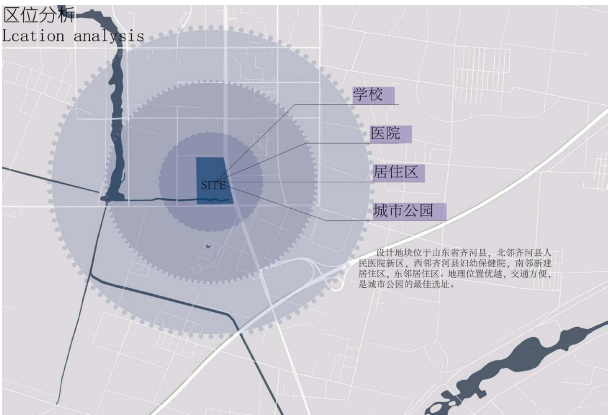 区位分析
Lcation analysis
学校
医院
居住区
SITE
城市公园
设计地块位于山东省齐河县，北邻齐河县人
民医院新区，西邻齐河县妇幼保健院，南邻新建
居住区，东邻居住区。地理位置优越，交通方便，
是城市公园的最佳选址。